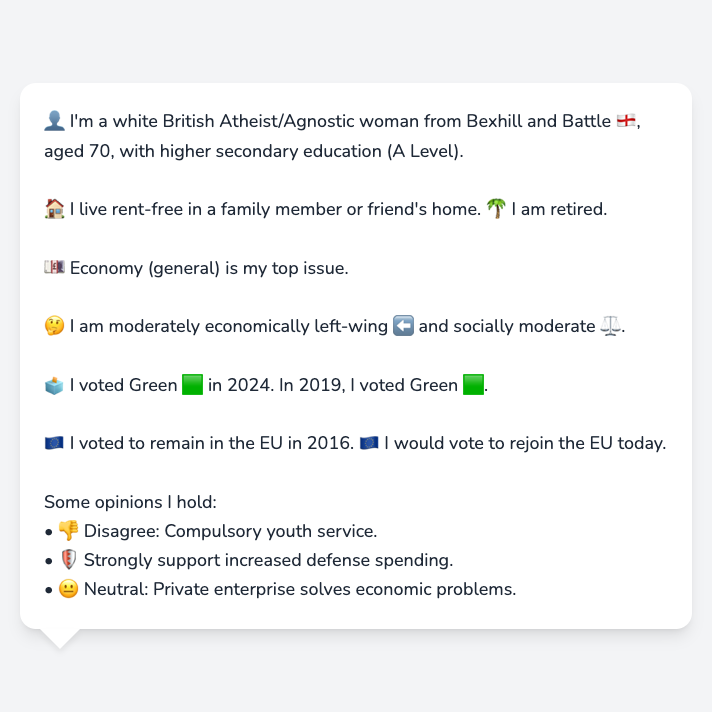 👤 I'm a white British Atheist/Agnostic woman from Bexhill and Battle 🏴󠁧󠁢󠁥󠁮󠁧󠁿,
aged 70, with higher secondary education (A Level).
🏠 I live rent-free in a family member or friend's home. 🌴 I am retired.
💷 Economy (general) is my top issue.
🤔 I am moderately economically left-wing ⬅️ and socially moderate ⚖️.
🗳️ I voted Green 🟩 in 2024. In 2019, I voted Green 🟩.
🇪🇺 I voted to remain in the EU in 2016. 🇪🇺 I would vote to rejoin the EU today.
Some opinions I hold:
• 👎 Disagree: Compulsory youth service.
• 🛡️ Strongly support increased defense spending.
• 😐 Neutral: Private enterprise solves economic problems.